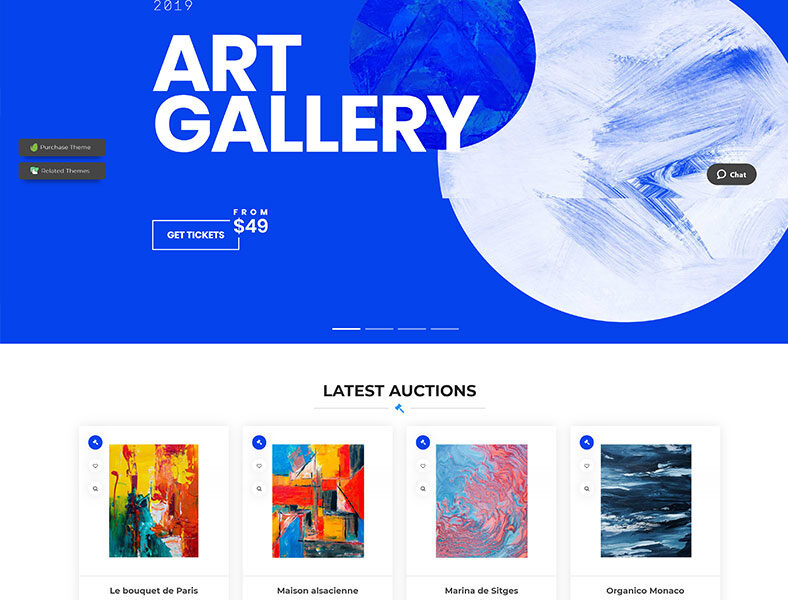 2019
ART
GALLERY
Purchase Theme
Related Themes
Chat
FROM
$49
GET TICKETS
LATEST AUCTIONS
Le bouquet de Paris
Maison alsacienne
Marina de Sitges
Organico Monaco